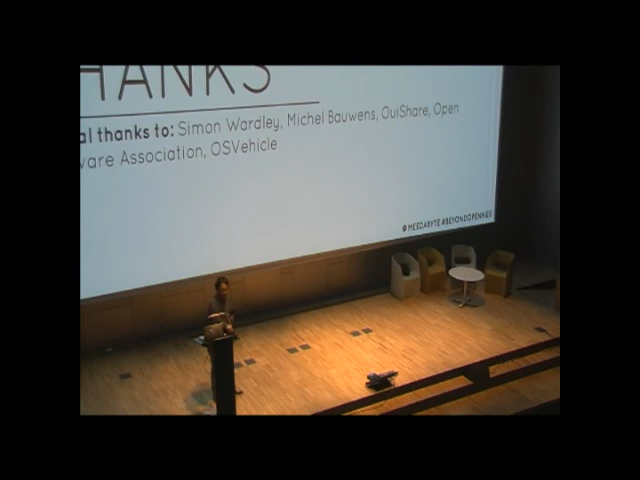 HANKS
al thanks to: Simon Wardley, Michel Bauwens, OuiShare, Open
ware Association, OSVehicle
@MEEDABYTE #BEYONDOPENNES